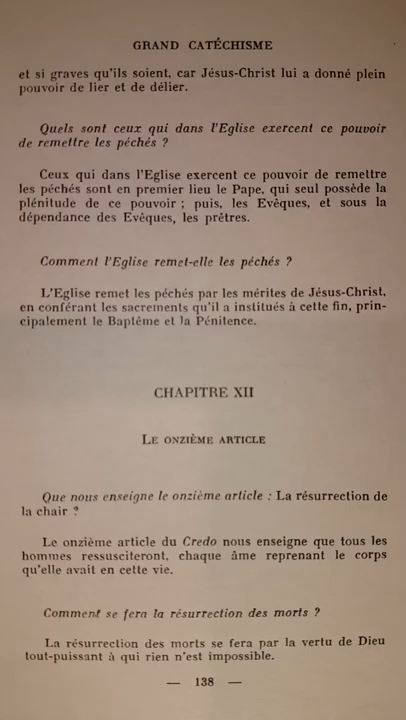 GRAND CATÉCHISME
et si graves qu'ils soient, car Jésus-Christ lui a donné plein
pouvoir de lier et de délier.
Quels sont ceux qui dans l'Eglise exercent ce pouvoir
de remettre les péchés ?
Ceux qui dans l'Eglise exercent ce pouvoir de remettre
les péchés sont en premier lieu le Pape, qui seul possède la
plénitude de ce pouvoir ; puis, les Evêques, et sous la
dépendance des Evêques, les prêtres.
Comment l'Eglise remet-elle les péchés ?
L'Eglise remet les péchés par les mérites de Jésus-Christ,
en conférant les sacrements qu'il a institués à cette fin, prin-
cipalement le Baptême et la Pénitence.
CHAPITRE XII
LE ONZIÈME ARTICLE
Que nous enseigne le onzième article : La résurrection de
la chair ?
Le onzième article du Credo nous enseigne que tous les
hommes ressusciteront, chaque âme reprenant le corps
qu'elle avait en cette vie.
Comment se fera la résurrection des morts ?
La résurrection des morts se fera par la vertu de Dieu
tout-puissant à qui rien n'est impossible.
— 138 —